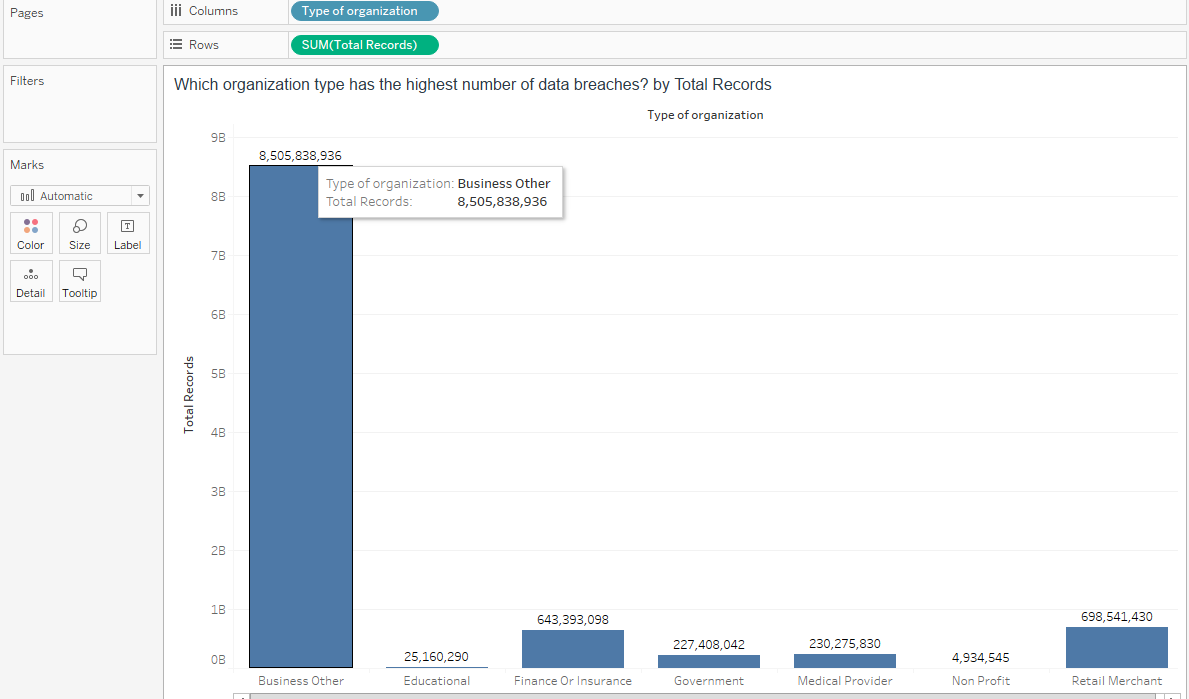 Pages
Columns
Type of organization
Rows
SUM(Total Records)
Filters
Marks
Automatic
Color
Size
Label
Detail
Tooltip
Which organization type has the highest number of data breaches? by Total Records
Type of organization
Total Records
9B
8B
7B
6B
5B
4B
3B
2B
1B
0B
8,505,838,936
Type of organization: Business Other
Total Records: 8,505,838,936
25,160,290
643,393,098
227,408,042
230,275,830
4,934,545
698,541,430
Business Other
Educational
Finance Or Insurance
Government
Medical Provider
Non Profit
Retail Merchant